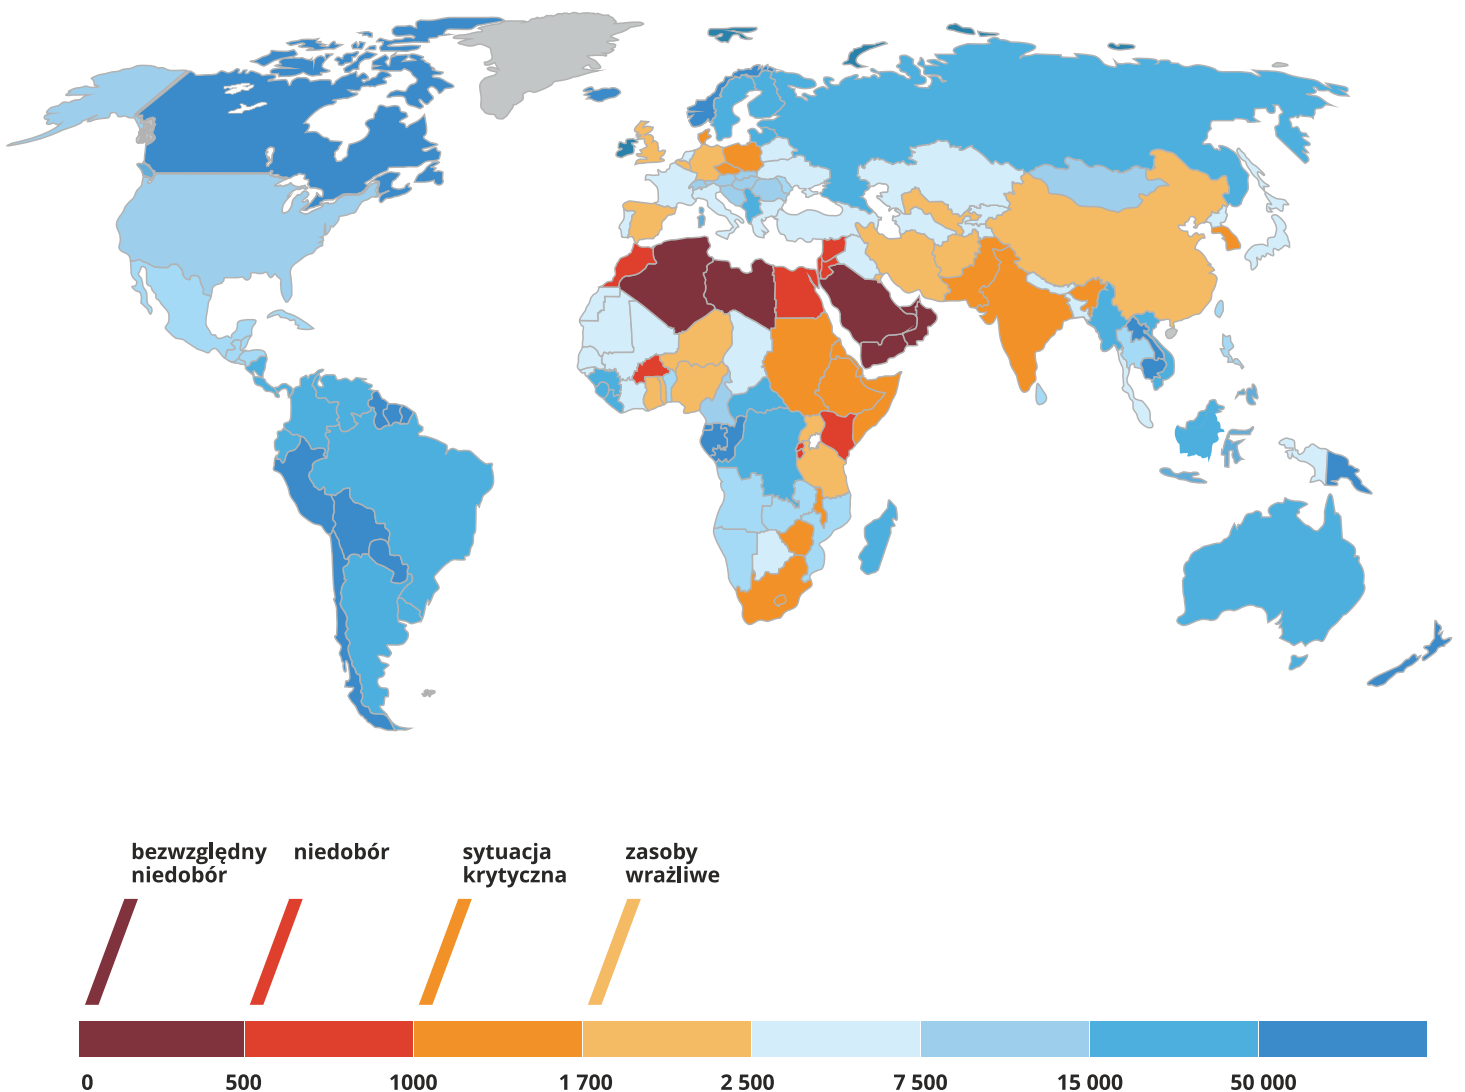 bezwzględny niedobór sytuacja zasoby
niedobór krytyczna wrażliwe
0 500 1000 1 700 2 500 7 500 15 000 50 000